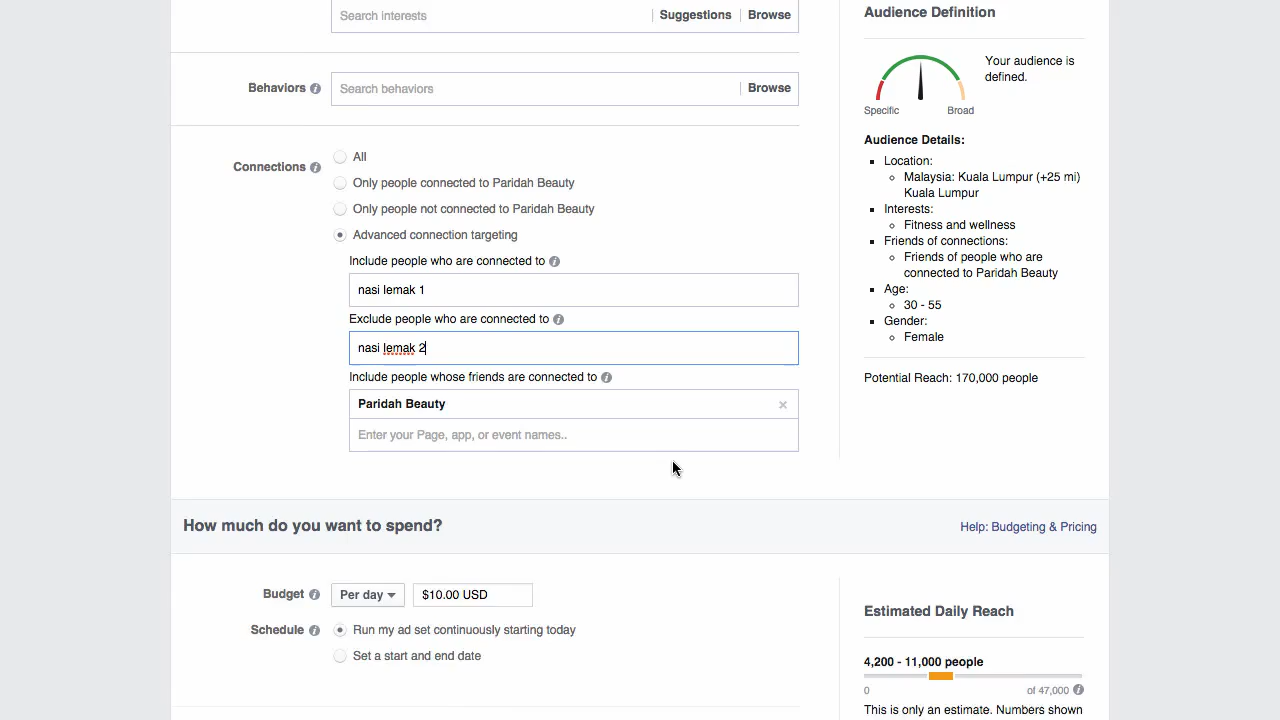 Search interests
Suggestions
Browse
Behaviors
Search behaviors
Browse
Connections
All
Only people connected to Paridah Beauty
Only people not connected to Paridah Beauty
Advanced connection targeting
Include people who are connected to
nasi lemak 1
Exclude people who are connected to
nasi lemak 2
Include people whose friends are connected to
Paridah Beauty
Enter your Page, app, or event names..
Audience Definition
Your audience is
defined.
Specific
Broad
Audience Details:
Location:
Malaysia: Kuala Lumpur (+25 mi)
Kuala Lumpur
Interests:
Fitness and wellness
Friends of connections:
Friends of people who are
connected to Paridah Beauty
Age:
30 - 55
Gender:
Female
Potential Reach: 170,000 people
How much do you want to spend?
Help: Budgeting & Pricing
Budget
Per day
$10.00 USD
Schedule
Run my ad set continuously starting today
Set a start and end date
Estimated Daily Reach
4,200 - 11,000 people
0
of 47,000
This is only an estimate. Numbers shown